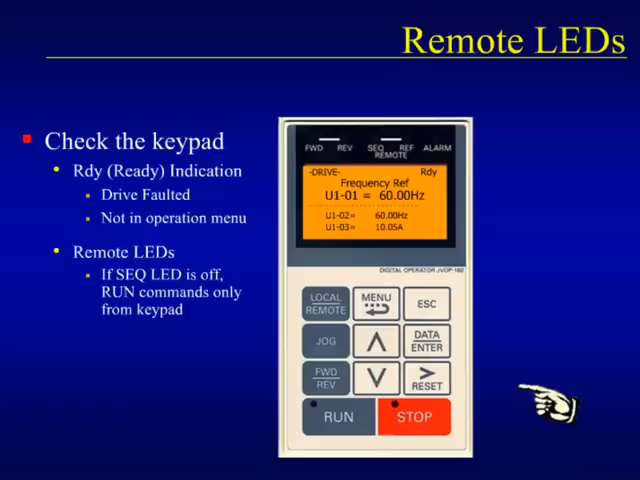 Remote LEDs
Check the keypad
Rdy (Ready) Indication
Drive Faulted
Not in operation menu
Remote LEDs
If SEQ LED is off,
RUN commands only
from keypad
FWD REV SEQ REF ALARM
REMOTE
-DRIVE- Rdy
Frequency Ref
U1-01 = 60.00Hz
U1-02= 60.00Hz
U1-03= 10.05A
DIGITAL OPERATOR JVOP-160
LOCAL
REMOTE
MENU
ESC
JOG
DATA
ENTER
FWD
REV
>
RESET
RUN
STOP